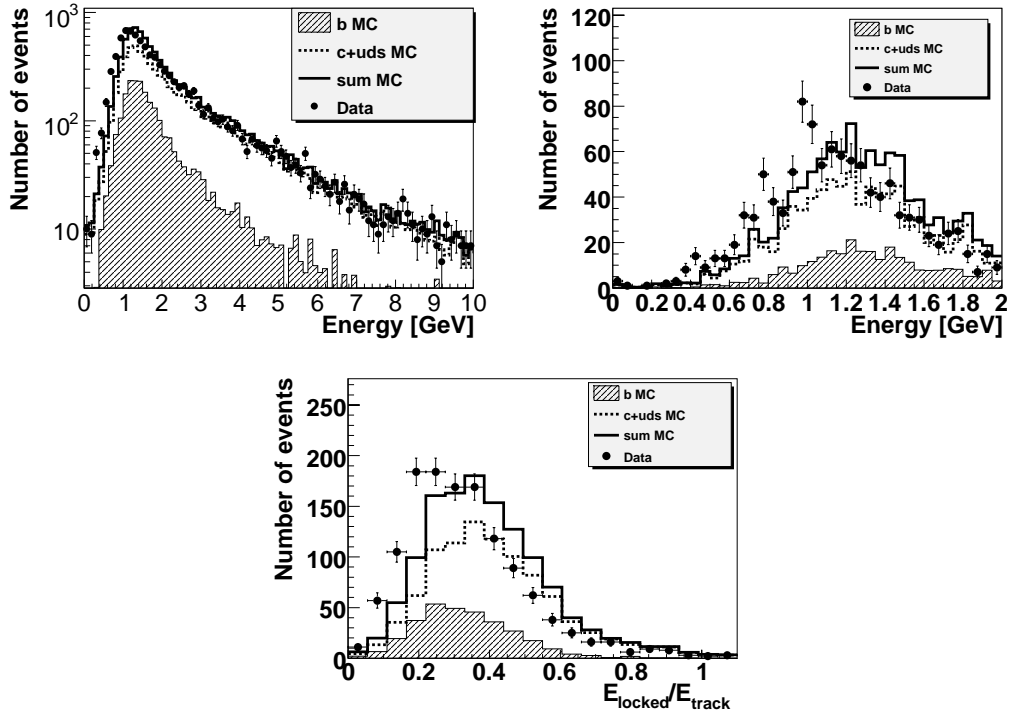 Number of events
10³
10²
10
b MC
c+uds MC
sum MC
Data
0 1 2 3 4 5 6 7 8 9 10
Energy [GeV]
Number of events
120
100
80
60
40
20
0
b MC
c+uds MC
sum MC
Data
0 0.2 0.4 0.6 0.8 1 1.2 1.4 1.6 1.8 2
Energy [GeV]
Number of events
250
200
150
100
50
0
b MC
c+uds MC
sum MC
Data
0 0.2 0.4 0.6 0.8 1
E_locked/E_track